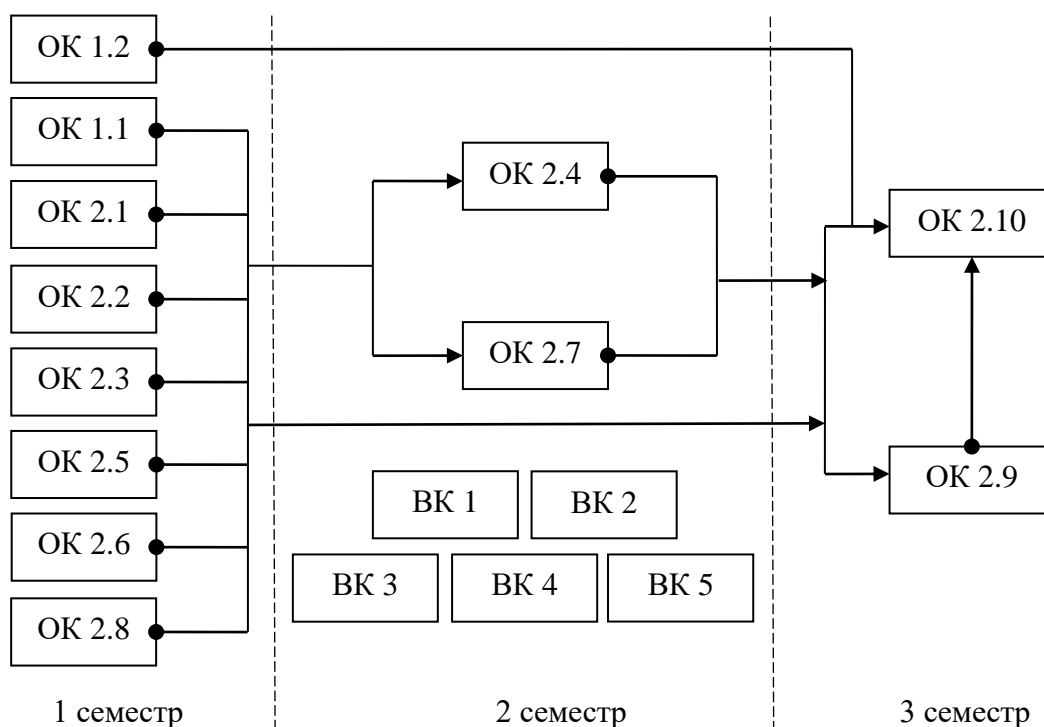 ОК 1.2
ОК 1.1
ОК 2.1
ОК 2.2
ОК 2.3
ОК 2.5
ОК 2.6
ОК 2.8
1 семестр
ОК 2.4
ОК 2.7
ВК 1 ВК 2
ВК 3 ВК 4 ВК 5
2 семестр
ОК 2.10
ОК 2.9
3 семестр